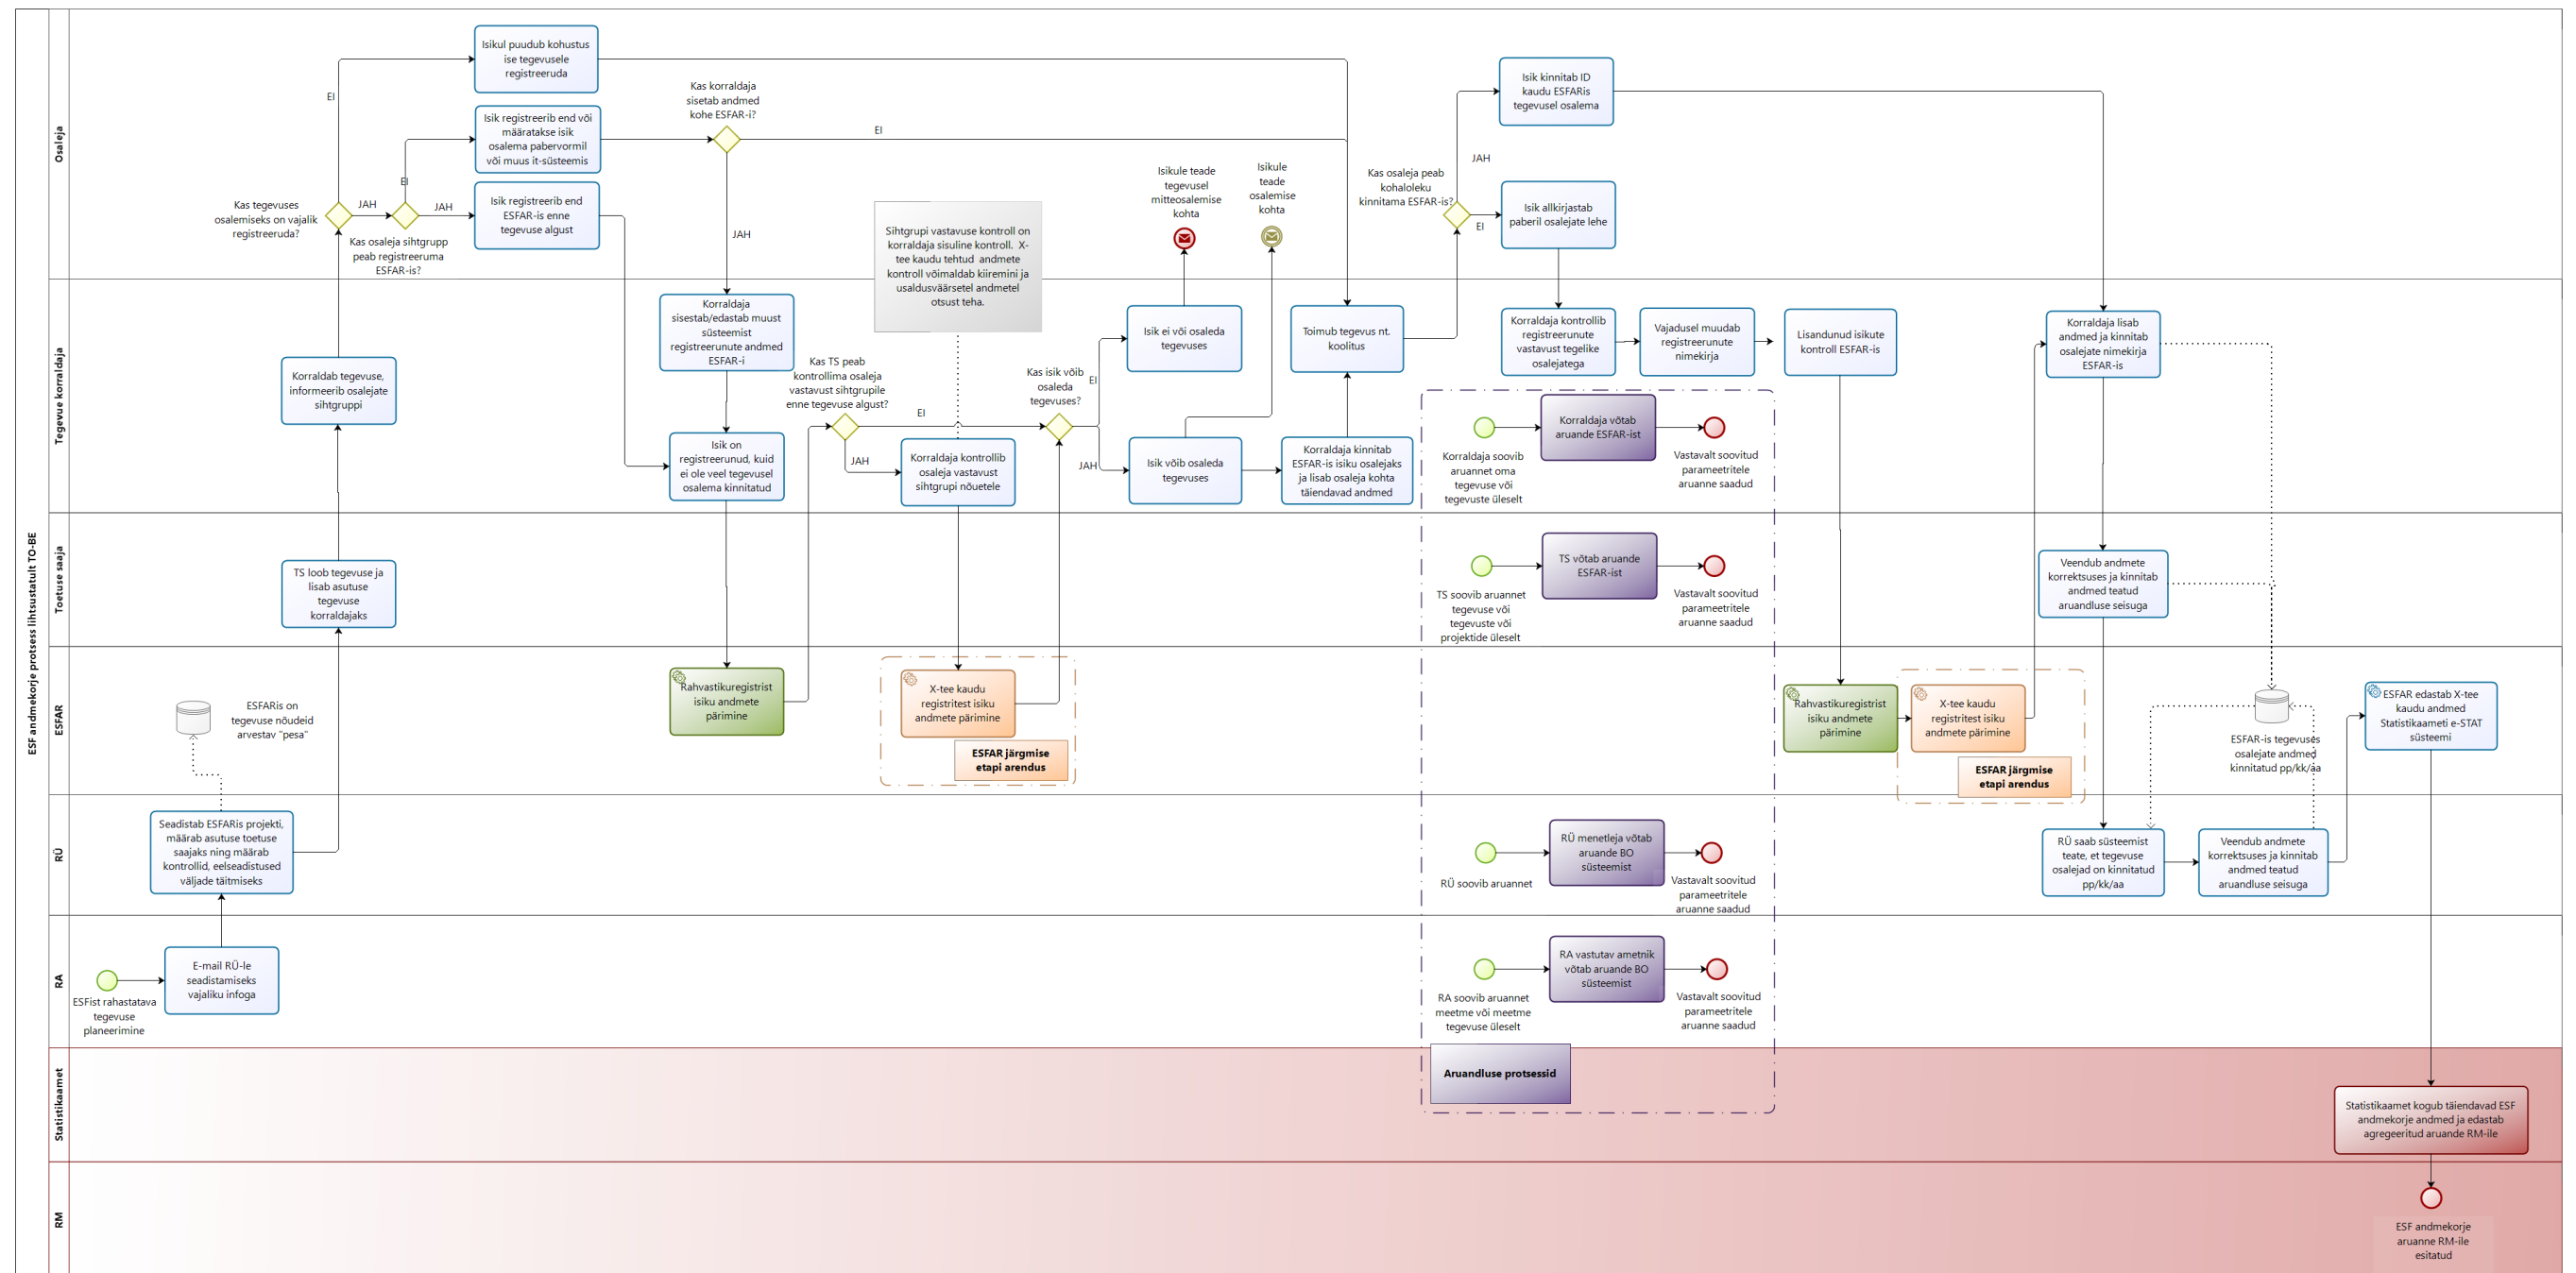 ESF andmekorje protsess lihtsustatult TO-BE
Osaleja
Isikul puudub kohustus
ise tegevusele
registreeruda
EI
Isik registreerib end või
määratakse isik
osalema pabervormil
või muus it-süsteemis
EI
Kas tegevuses
osalemiseks on vajalik
registreeruda?
JAH
JAH
Kas osaleja sihtgrupp
peab registreeruma
ESFAR-is?
Isik registreerib end
ESFAR-is enne
tegevuse algust
Kas korraldaja
sisetab andmed
kohe ESFAR-i?
EI
JAH
Sihtgrupi vastavuse kontroll on
korraldaja sisuline kontroll. X-
tee kaudu tehtud andmete
kontroll võimaldab kiiremini ja
usaldusväärsetel andmetel
otsust teha.
Isikule teade
tegevusel
mitteosalemise
kohta
Isikule
teade
osalemise
kohta
Kas osaleja peab
kohaloleku
kinnitama ESFAR-is?
JAH
EI
Isik kinnitab ID
kaudu ESFARis
tegevusel osalema
Isik allkirjastab
paberil osalejate lehe
Tegevue korraldaja
Korraldab tegevuse,
informeerib osalejate
sihtgruppi
Korraldaja
sisestab/edastab muust
süsteemist
registreerunute andmed
ESFAR-i
Isik on
registreerunud, kuid
ei ole veel tegevusel
osalema kinnitatud
Kas TS peab
kontrollima osaleja
vastavust sihtgrupile
enne tegevuse algust?
EI
JAH
Korraldaja kontrollib
osaleja vastavust
sihtgrupi nõuetele
Kas isik võib
osaleda
tegevuses?
EI
JAH
Isik ei või osaleda
tegevuses
Isik võib osaleda
tegevuses
Toimub tegevus nt.
koolitus
Korraldaja kinnitab
ESFAR-is isiku osalejaks
ja lisab osaleja kohta
täiendavad andmed
Korraldaja kontrollib
registreerunute
vastavust tegelike
osalejatega
Vajadusel muudab
registreerunute
nimekirja
Lisandunud isikute
kontroll ESFAR-is
Korraldaja lisab
andmed ja kinnitab
osalejate nimekirja
ESFAR-is
Korraldaja soovib
aruannet oma
tegevuse või
tegevuste üleselt
Korraldaja võtab
aruande ESFAR-ist
Vastavalt soovitud
parameetritele
aruanne saadud
Toetuse saaja
TS loob tegevuse ja
lisab asutuse
tegevuse
korraldajaks
TS soovib aruannet
tegevuse või
tegevuste või
projektide üleselt
TS võtab aruande
ESFAR-ist
Vastavalt soovitud
parameetritele
aruanne saadud
Veendub andmete
korrektsuses ja kinnitab
andmed teatud
aruandluse seisuga
ESFAR
ESFARis on
tegevuse nõudeid
arvestav "pesa"
Rahvastikuregistrist
isiku andmete
pärimine
X-tee kaudu
registritest isiku
andmete pärimine
ESFAR järgmise
etapi arendus
Rahvastikuregistrist
isiku andmete
pärimine
X-tee kaudu
registritest isiku
andmete pärimine
ESFAR järgmise
etapi arendus
ESFAR-is tegevuses
osalejate andmed
kinnitatud pp/kk/aa
ESFAR edastab X-tee
kaudu andmed
Statistikaameti e-STAT
süsteemi
RÜ
Seadistab ESFARis projekti,
määrab asutuse toetuse
saajaks ning määrab
kontrollid, eelseadistused
väljade täitmiseks
RÜ soovib aruannet
RÜ menetleja võtab
aruande BO
süsteemist
Vastavalt soovitud
parameetritele
aruanne saadud
RÜ saab süsteemist
teate, et tegevuse
osalejad on kinnitatud
pp/kk/aa
Veendub andmete
korrektsuses ja kinnitab
andmed teatud
aruandluse seisuga
RA
ESFist rahastatava
tegevuse
planeerimine
E-mail RÜ-le
seadistamiseks
vajaliku infoga
RA soovib aruannet
meetme või meetme
tegevuse üleselt
RA vastutav ametnik
võtab aruande BO
süsteemist
Vastavalt soovitud
parameetritele
aruanne saadud
Statistikaamet
Aruandluse protsessid
Statistikaamet kogub täiendavad ESF
andmekorje andmed ja edastab
agregeeritud aruande RM-ile
RM
ESF andmekorje
aruanne RM-ile
esitatud